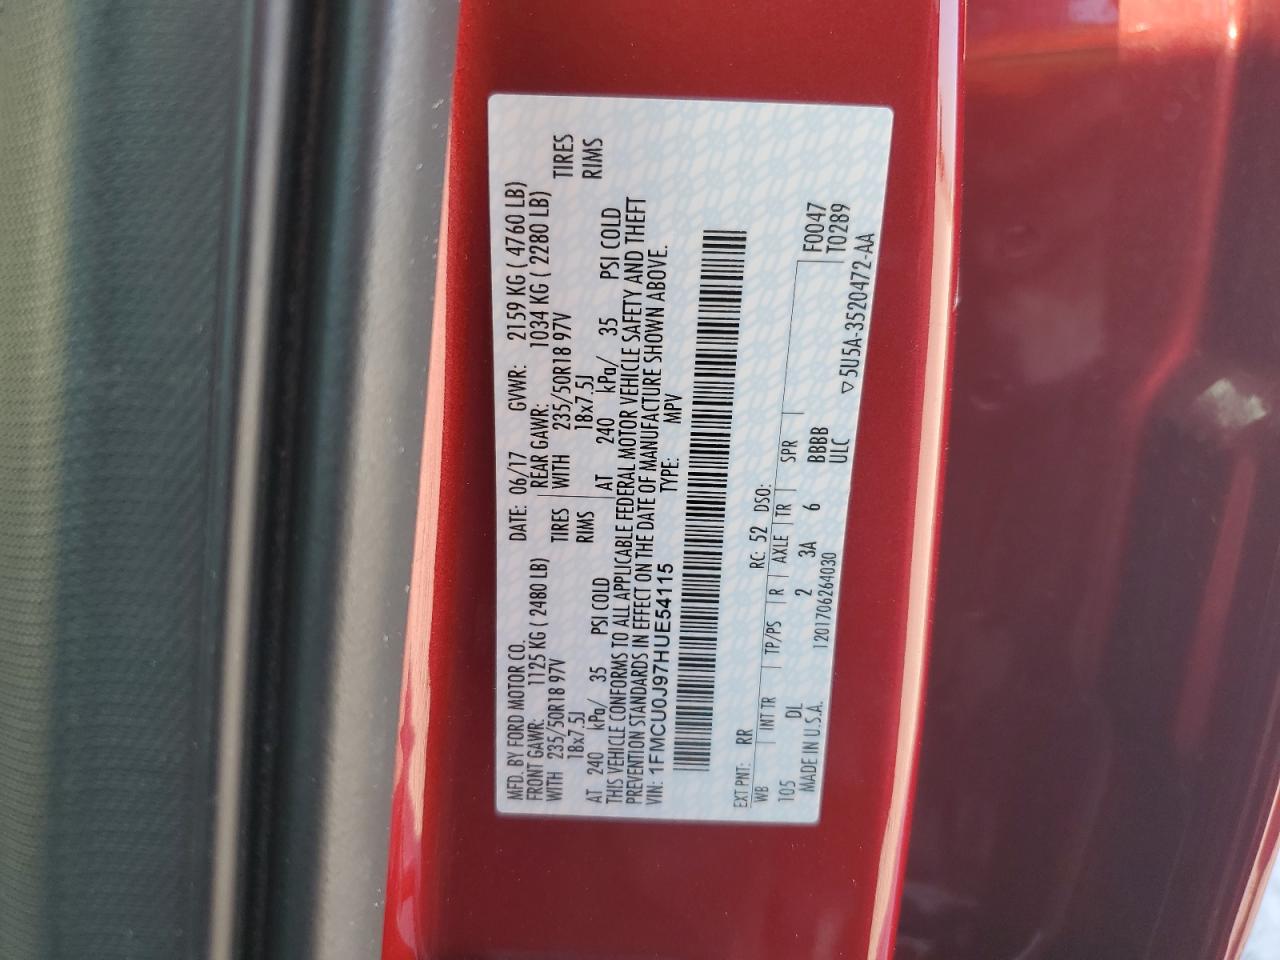 MFD. BY FORD MOTOR CO. DATE: 06/17 GVWR: 2159 KG ( 4760 LB)
FRONT GAWR: 1125 KG ( 2480 LB) REAR GAWR: 1034 KG ( 2280 LB)
WITH 235/50R18 97V TIRES WITH 235/50R18 97V TIRES
18x7.5J RIMS 18x7.5J RIMS
AT 240 kPa/ 35 PSI COLD AT 240 kPa/ 35 PSI COLD
THIS VEHICLE CONFORMS TO ALL APPLICABLE FEDERAL MOTOR VEHICLE SAFETY AND THEFT
PREVENTION STANDARDS IN EFFECT ON THE DATE OF MANUFACTURE SHOWN ABOVE.
VIN: 1FMCU0J97HUE54115 TYPE: MPV
EXT PNT: RR RC: 52 DSO:
WB INT TR TP/PS R AXLE TR SPR F0047
105 DL 2 3A 6 BBBB T0289
MADE IN U.S.A. 1201706264030 ULC ▽5U5A-3520472-AA